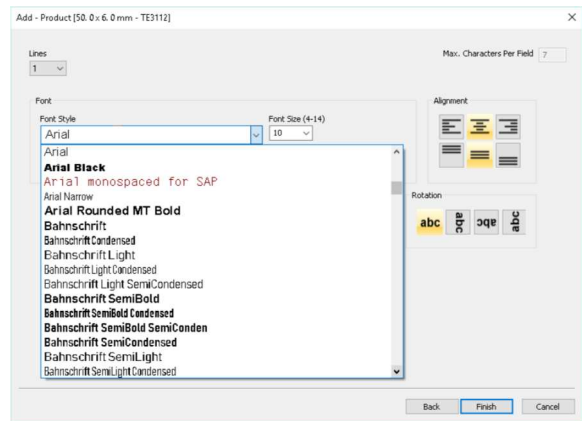 Add - Product [50. 0 x 6. 0 mm - TE3112]
Lines
1
Max. Characters Per Field 7
Font
Font Style
Font Size (4-14)
Arial
10
Arial
Arial Black
Arial monospaced for SAP
Arial Narrow
Arial Rounded MT Bold
Bahnschrift
Bahnschrift Condensed
Bahnschrift Light
Bahnschrift Light Condensed
Bahnschrift Light SemiCondensed
Bahnschrift SemiBold
Bahnschrift SemiBold Condensed
Bahnschrift SemiBold SemiConden
Bahnschrift SemiCondensed
Bahnschrift SemiLight
Bahnschrift SemiLight Condensed
Alignment
Rotation
abc abc abc abc
Back Finish Cancel